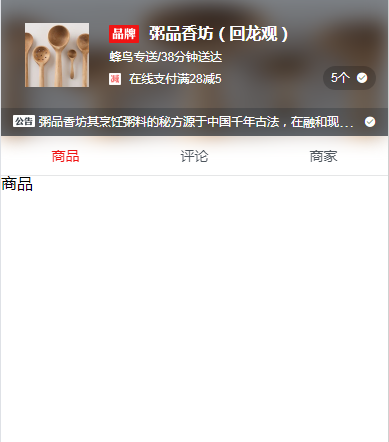 品牌 粥品香坊（回龙观）
蜂鸟专送/38分钟送达
减 在线支付满28减5
5个
公告 粥品香坊其烹饪粥料的秘方源于中国千年古法，在融和现...
商品 评论 商家
商品